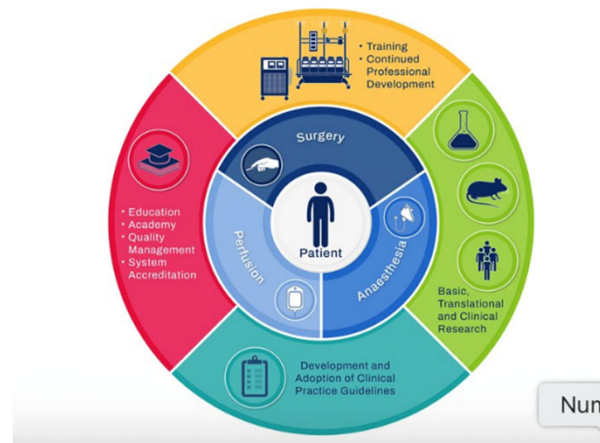 • Training
• Continued
Professional
Development
Surgery
• Education
• Academy
• Quality
Management
• System
Accreditation
Perfusion
Patient
Anaesthesia
Basic,
Translational
and Clinical
Research
Development and
Adoption of Clinical
Practice Guidelines